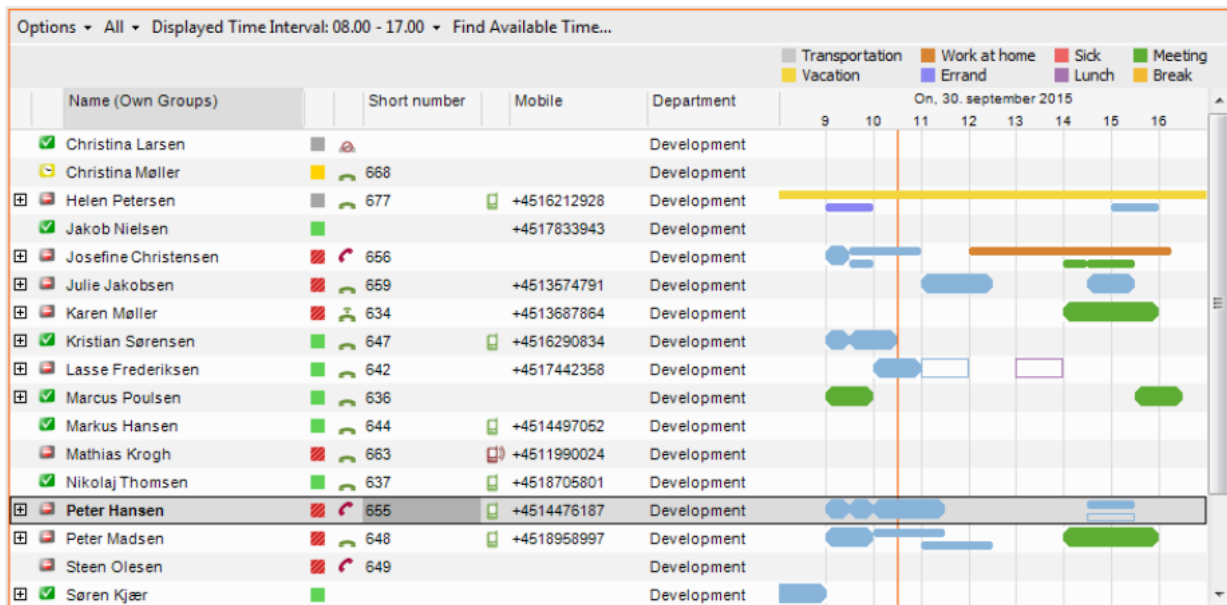 Options All Displayed Time Interval: 08.00 - 17.00 Find Available Time...
Transportation Work at home Sick Meeting
Vacation Errand Lunch Break
Name (Own Groups) Short number Mobile Department On, 30. september 2015
9 10 11 12 13 14 15 16
Christina Larsen Development
Christina Møller 668 Development
Helen Petersen 677 +4516212928 Development
Jakob Nielsen +4517833943 Development
Josefine Christensen 656 Development
Julie Jakobsen 659 +4513574791 Development
Karen Møller 634 +4513687864 Development
Kristian Sørensen 647 +4516290834 Development
Lasse Frederiksen 642 +4517442358 Development
Marcus Poulsen 636 Development
Markus Hansen 644 +4514497052 Development
Mathias Krogh 663 +4511990024 Development
Nikolaj Thomsen 637 +4518705801 Development
Peter Hansen 655 +4514476187 Development
Peter Madsen 648 +4518958997 Development
Steen Olesen 649 Development
Søren Kjær Development